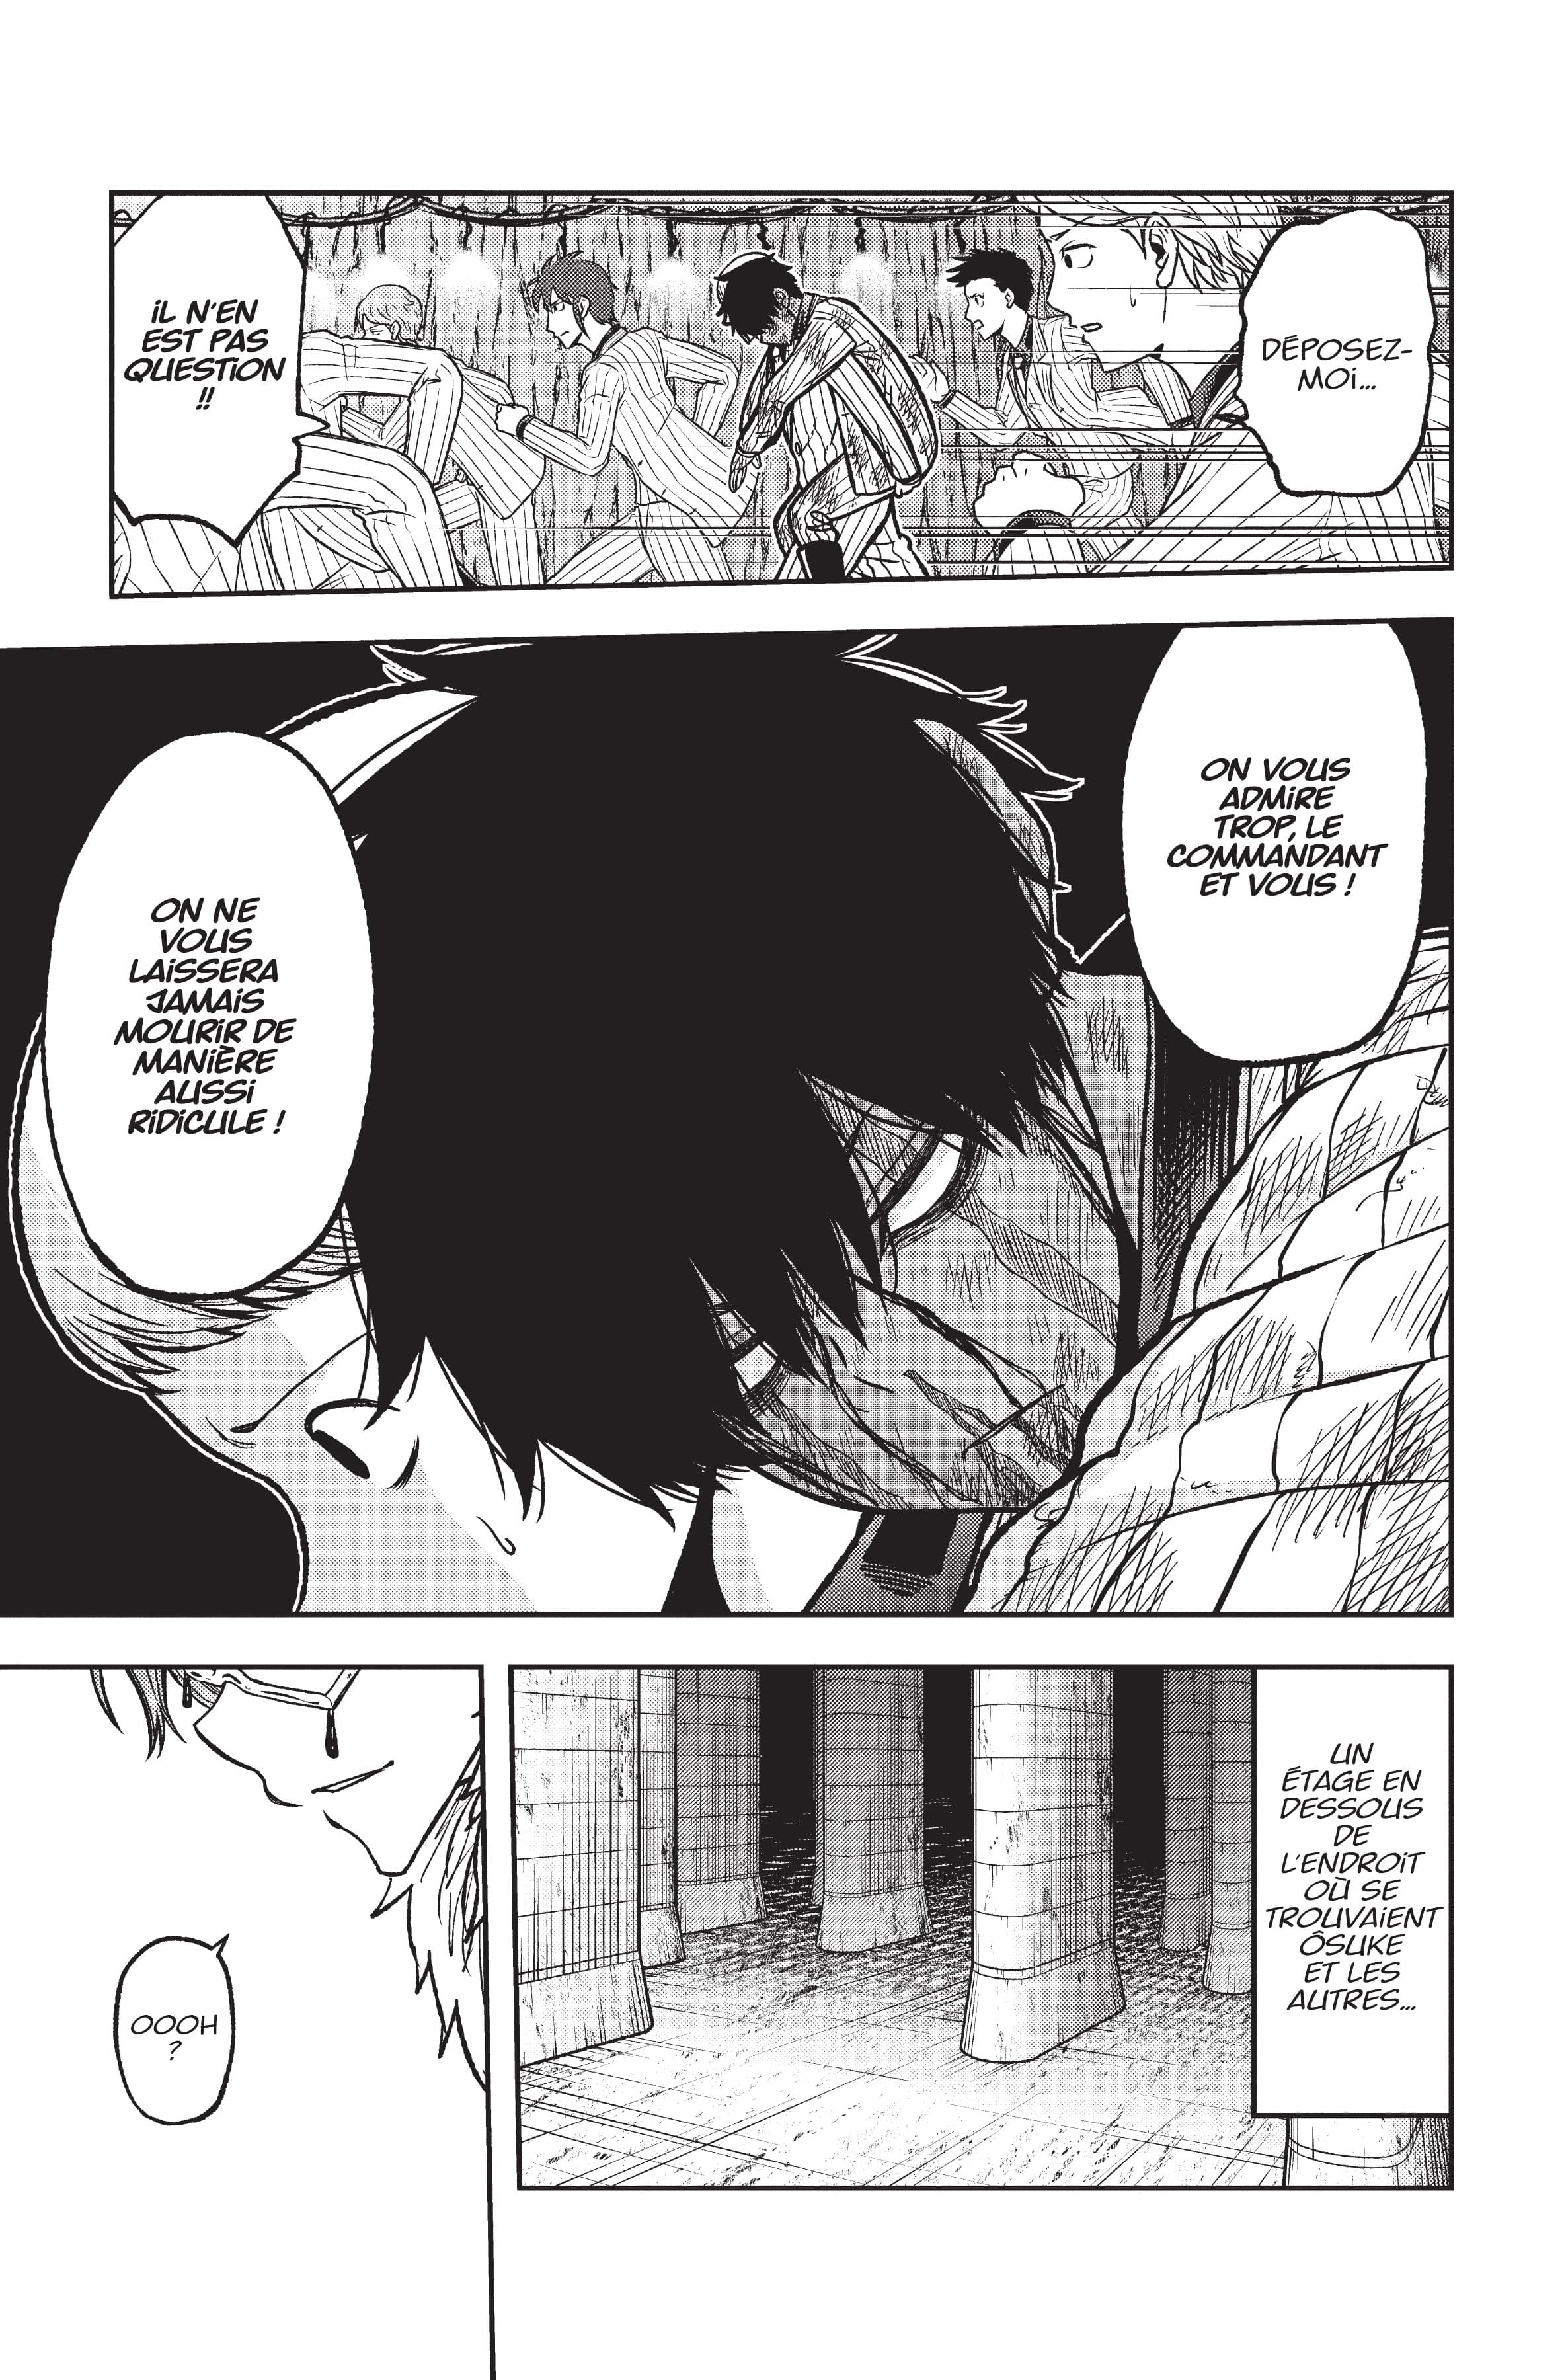 DÉPOSEZ-
MOI...
IL N'EN
EST PAS
QUESTION
!!
ON VOUS
ADMIRE
TROP, LE
COMMANDANT
ET VOUS !
ON NE
VOUS
LAISSERA
JAMAIS
MOURIR DE
MANIÈRE
AUSSI
RIDICULE !
UN
ÉTAGE EN
DESSOUS
DE
L'ENDROIT
OÙ SE
TROUVAIENT
ÔSUKE
ET LES
AUTRES...
OOOH
?